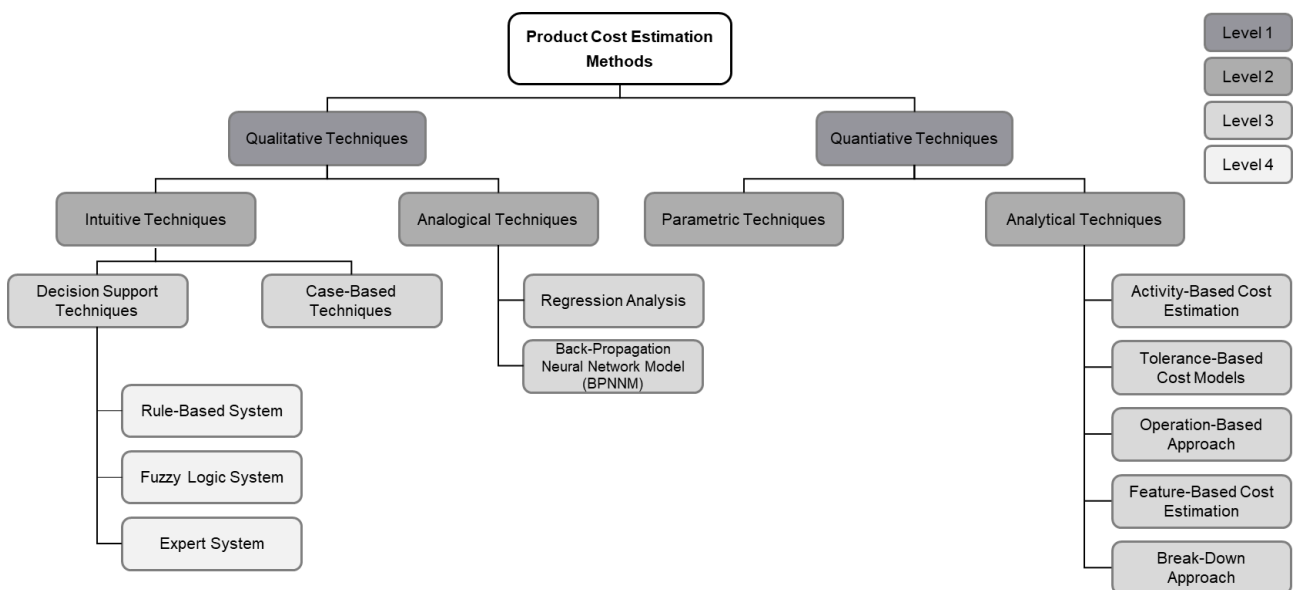 Product Cost Estimation
Methods
Level 1
Level 2
Level 3
Level 4
Qualitative Techniques
Quantiative Techniques
Intuitive Techniques
Analogical Techniques
Parametric Techniques
Analytical Techniques
Decision Support
Techniques
Case-Based
Techniques
Rule-Based System
Fuzzy Logic System
Expert System
Regression Analysis
Back-Propagation
Neural Network Model
(BPNNM)
Activity-Based Cost
Estimation
Tolerance-Based
Cost Models
Operation-Based
Approach
Feature-Based Cost
Estimation
Break-Down
Approach